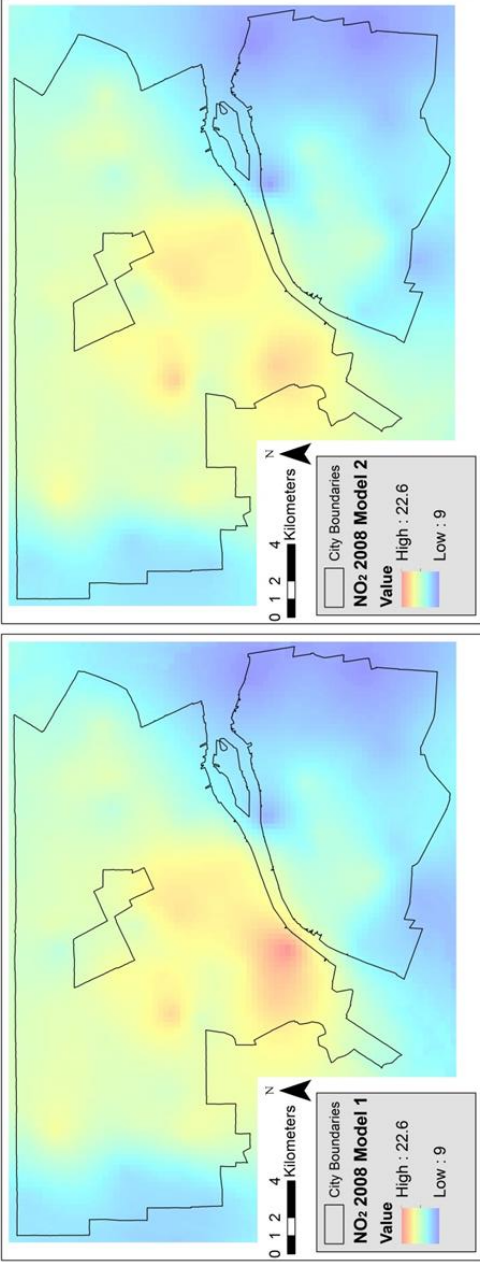 N
0 1 2 4
Kilometers
City Boundaries
NO₂ 2008 Model 1
Value
High : 22.6
Low : 9
N
0 1 2 4
Kilometers
City Boundaries
NO₂ 2008 Model 2
Value
High : 22.6
Low : 9